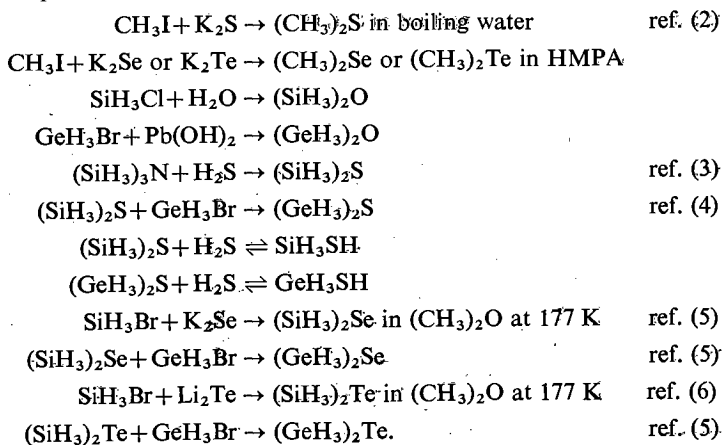 CH₃I + K₂S → (CH₃)₂S in boiling water ref. (2)
CH₃I + K₂Se or K₂Te → (CH₃)₂Se or (CH₃)₂Te in HMPA
SiH₃Cl + H₂O → (SiH₃)₂O
GeH₃Br + Pb(OH)₂ → (GeH₃)₂O
(SiH₃)₃N + H₂S → (SiH₃)₂S ref. (3)
(SiH₃)₂S + GeH₃Br → (GeH₃)₂S ref. (4)
(SiH₃)₂S + H₂S ⇌ SiH₃SH
(GeH₃)₂S + H₂S ⇌ GeH₃SH
SiH₃Br + K₂Se → (SiH₃)₂Se in (CH₃)₂O at 177 K ref. (5)
(SiH₃)₂Se + GeH₃Br → (GeH₃)₂Se ref. (5)
SiH₃Br + Li₂Te → (SiH₃)₂Te in (CH₃)₂O at 177 K ref. (6)
(SiH₃)₂Te + GeH₃Br → (GeH₃)₂Te. ref. (5)